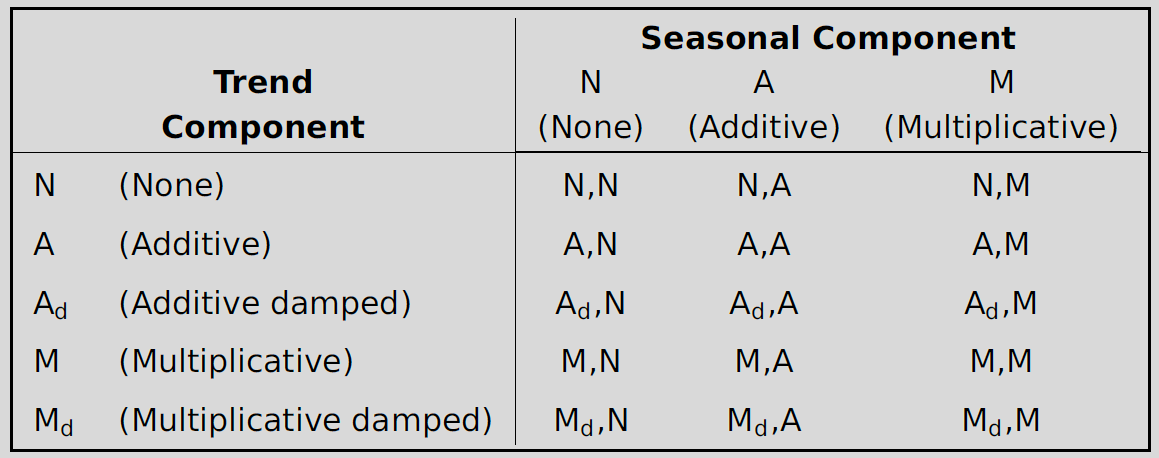 Seasonal Component
Trend N A M
Component (None) (Additive) (Multiplicative)
N (None) N,N N,A N,M
A (Additive) A,N A,A A,M
Ad (Additive damped) Ad,N Ad,A Ad,M
M (Multiplicative) M,N M,A M,M
Md (Multiplicative damped) Md,N Md,A Md,M